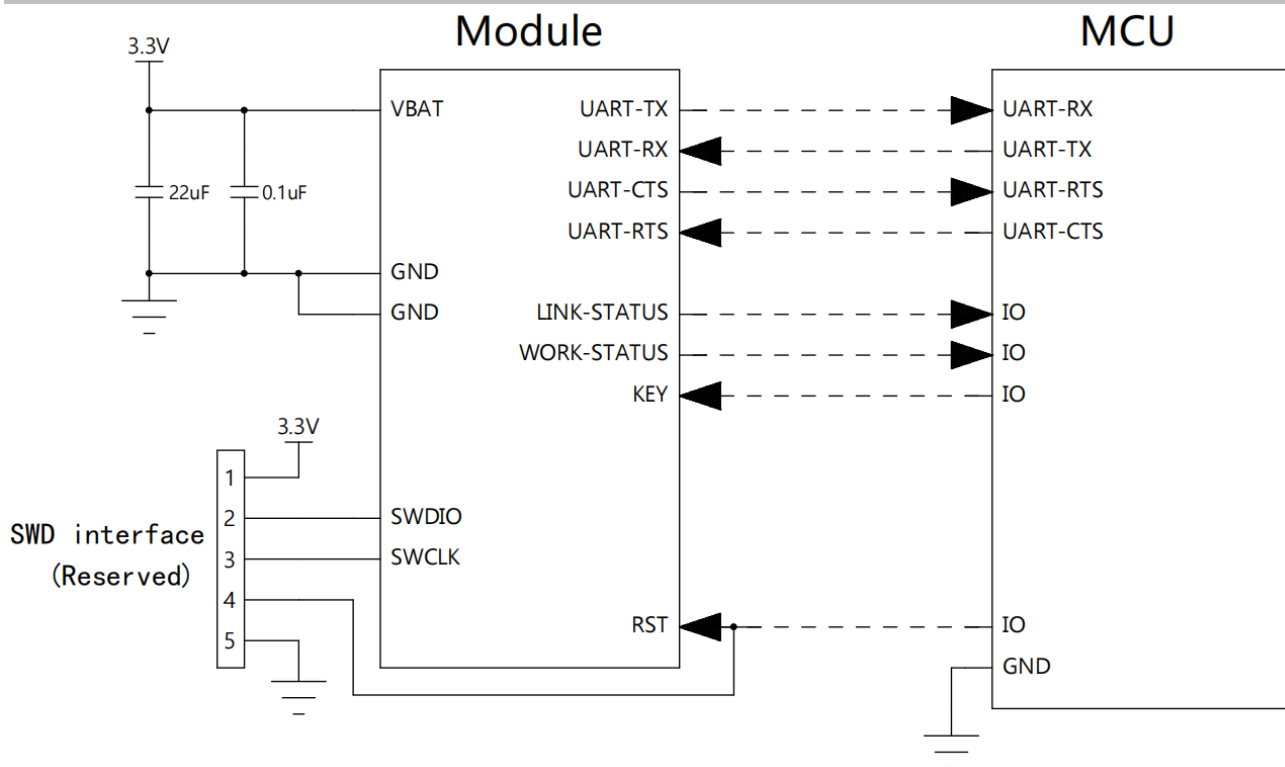 Module
MCU
3.3V
VBAT
UART-TX
UART-RX
UART-RX
UART-TX
22uF
0.1uF
UART-CTS
UART-RTS
UART-RTS
UART-CTS
GND
GND
LINK-STATUS
IO
WORK-STATUS
IO
KEY
IO
3.3V
1
2
SWDIO
SWD interface
(Reserved)
3
SWCLK
4
5
RST
IO
GND